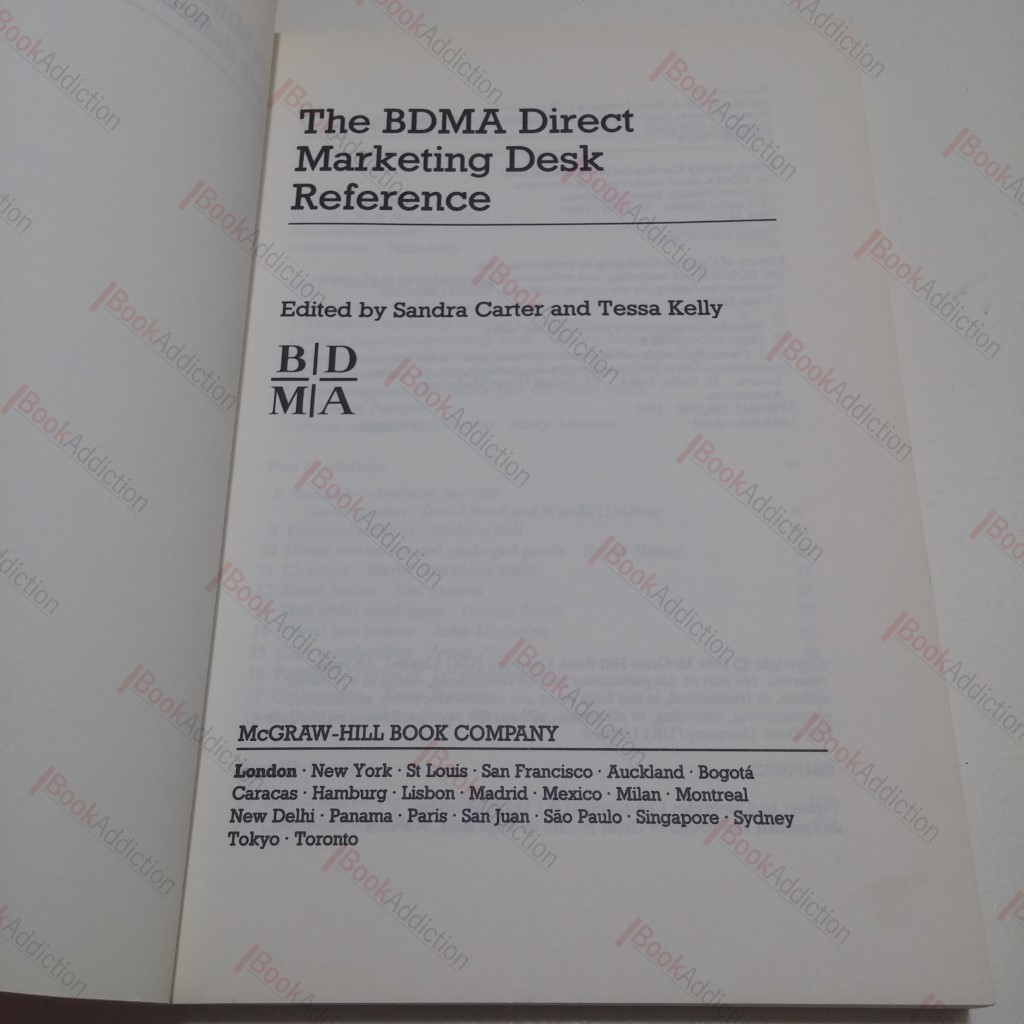 The BDMA Direct
Marketing Desk
Reference
Edited by Sandra Carter and Tessa Kelly
B|D
M|A
McGRAW-HILL BOOK COMPANY
London · New York · St Louis · San Francisco · Auckland · Bogotá
Caracas · Hamburg · Lisbon · Madrid · Mexico · Milan · Montreal
New Delhi · Panama · Paris · San Juan · São Paulo · Singapore · Sydney
Tokyo · Toronto
BookAddiction